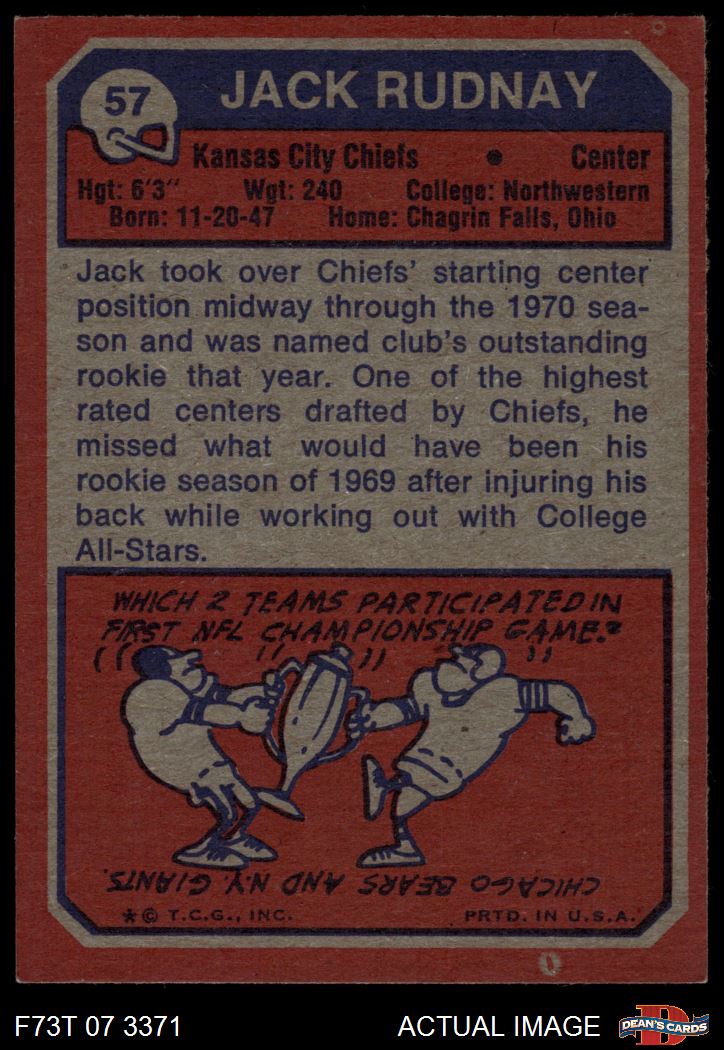 57
JACK RUDNAY
Kansas City Chiefs • Center
Hgt: 6'3" Wgt: 240 College: Northwestern
Born: 11-20-47 Home: Chagrin Falls, Ohio
Jack took over Chiefs' starting center
position midway through the 1970 sea-
son and was named club's outstanding
rookie that year. One of the highest
rated centers drafted by Chiefs, he
missed what would have been his
rookie season of 1969 after injuring his
back while working out with College
All-Stars.
WHICH 2 TEAMS PARTICIPATED IN
FIRST NFL CHAMPIONSHIP GAME?
CHICAGO BEARS AND N.Y. GIANTS.
★ © T.C.G., INC. PRTD. IN U.S.A.
F73T 07 3371 ACTUAL IMAGE
D
DEAN'S CARDS